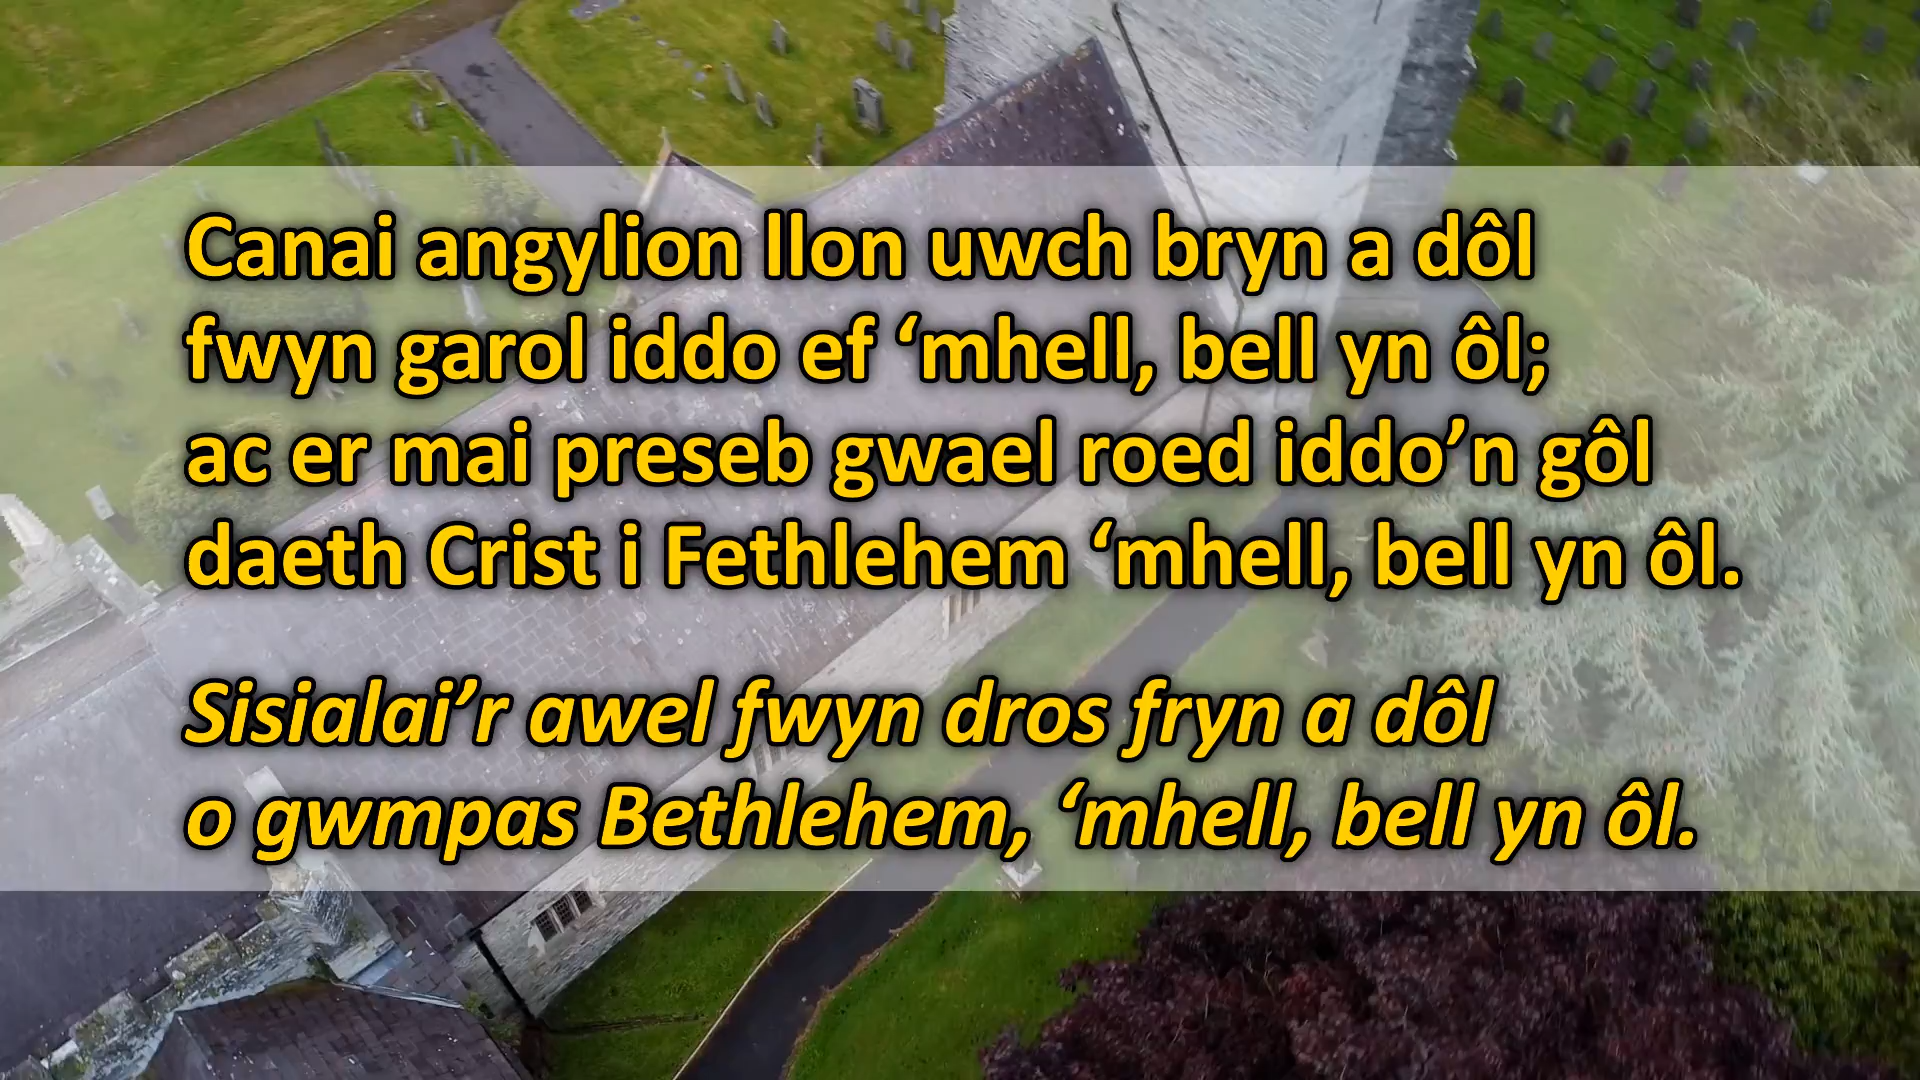 Canai angylion llon uwch bryn a dôl
fwyn garol iddo ef ‘mhell, bell yn ôl;
ac er mai preseb gwael roed iddo’n gôl
daeth Crist i Fethlehem ‘mhell, bell yn ôl.
Sisialai’r awel fwyn dros fryn a dôl
o gwmpas Bethlehem, ‘mhell, bell yn ôl.